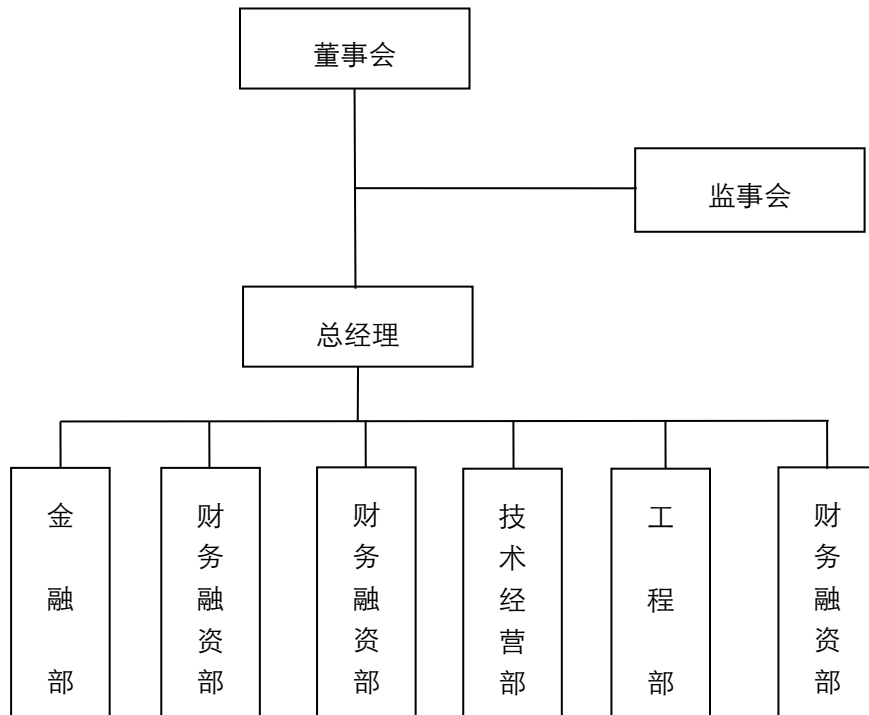 董事会
监事会
总经理
金融部
财务融资部
财务融资部
技术经营部
工程部
财务融资部